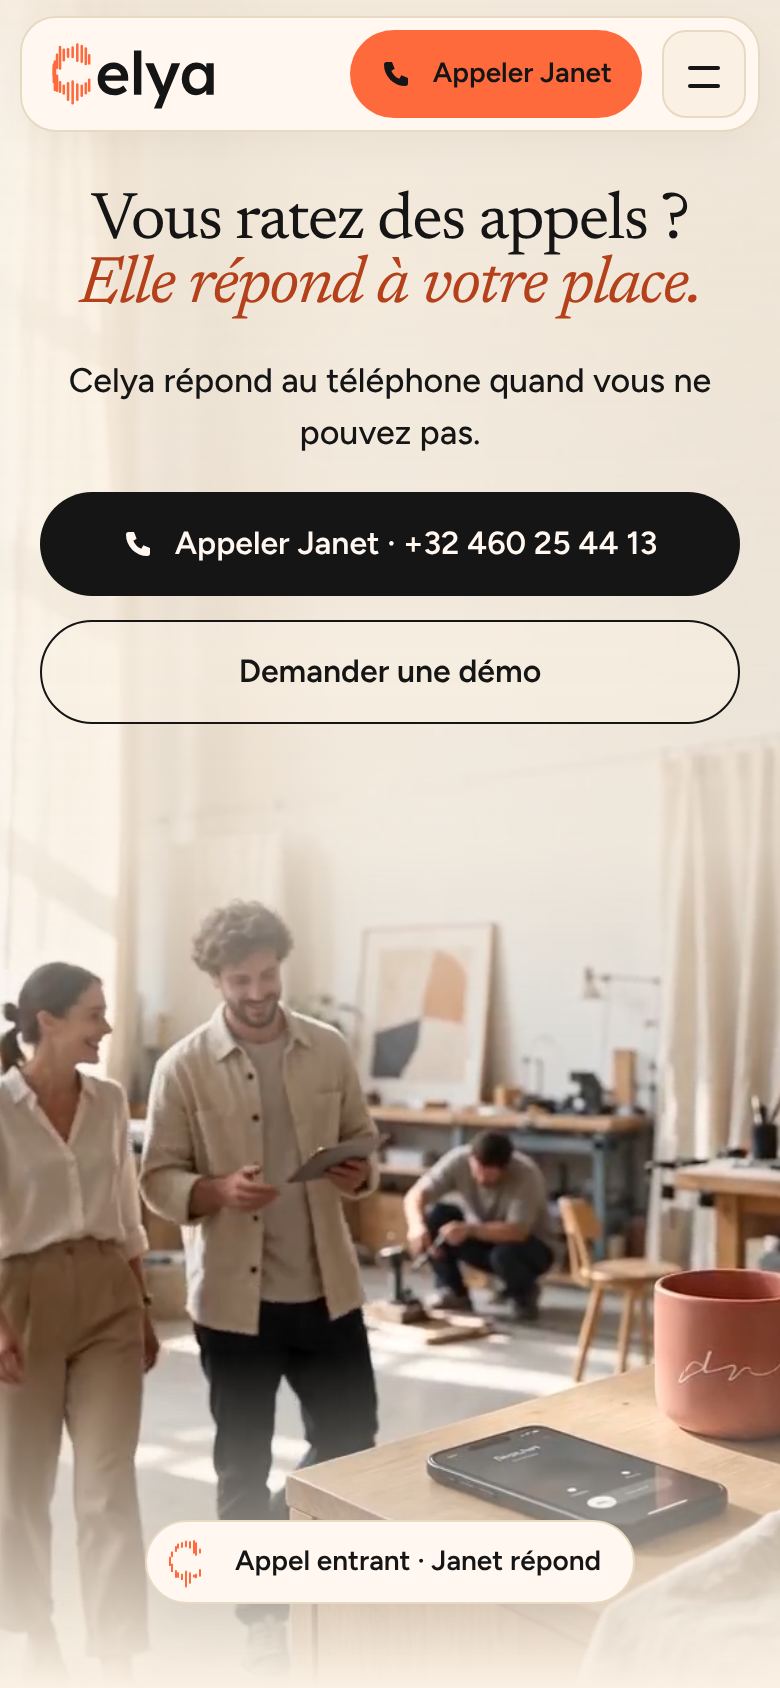 Celya
Appeler Janet
Vous ratez des appels ?
Elle répond à votre place.
Celya répond au téléphone quand vous ne
pouvez pas.
Appeler Janet · +32 460 25 44 13
Demander une démo
Appel entrant · Janet répond